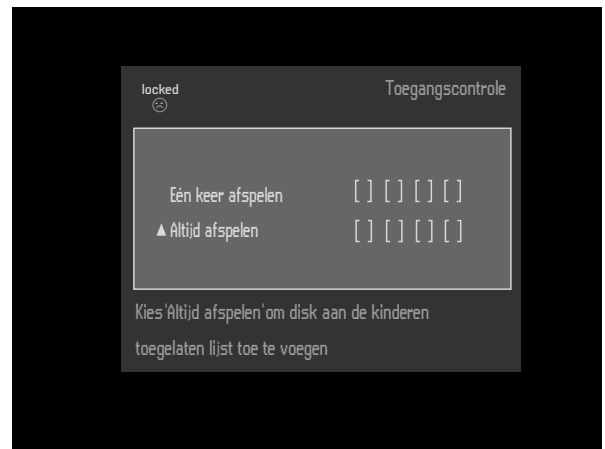 locked
Toegangscontrole
Eén keer afspelen [ ] [ ] [ ] [ ]
▲ Altijd afspelen [ ] [ ] [ ] [ ]
Kies 'Altijd afspelen' om disk aan de kinderen
toegelaten lijst toe te voegen